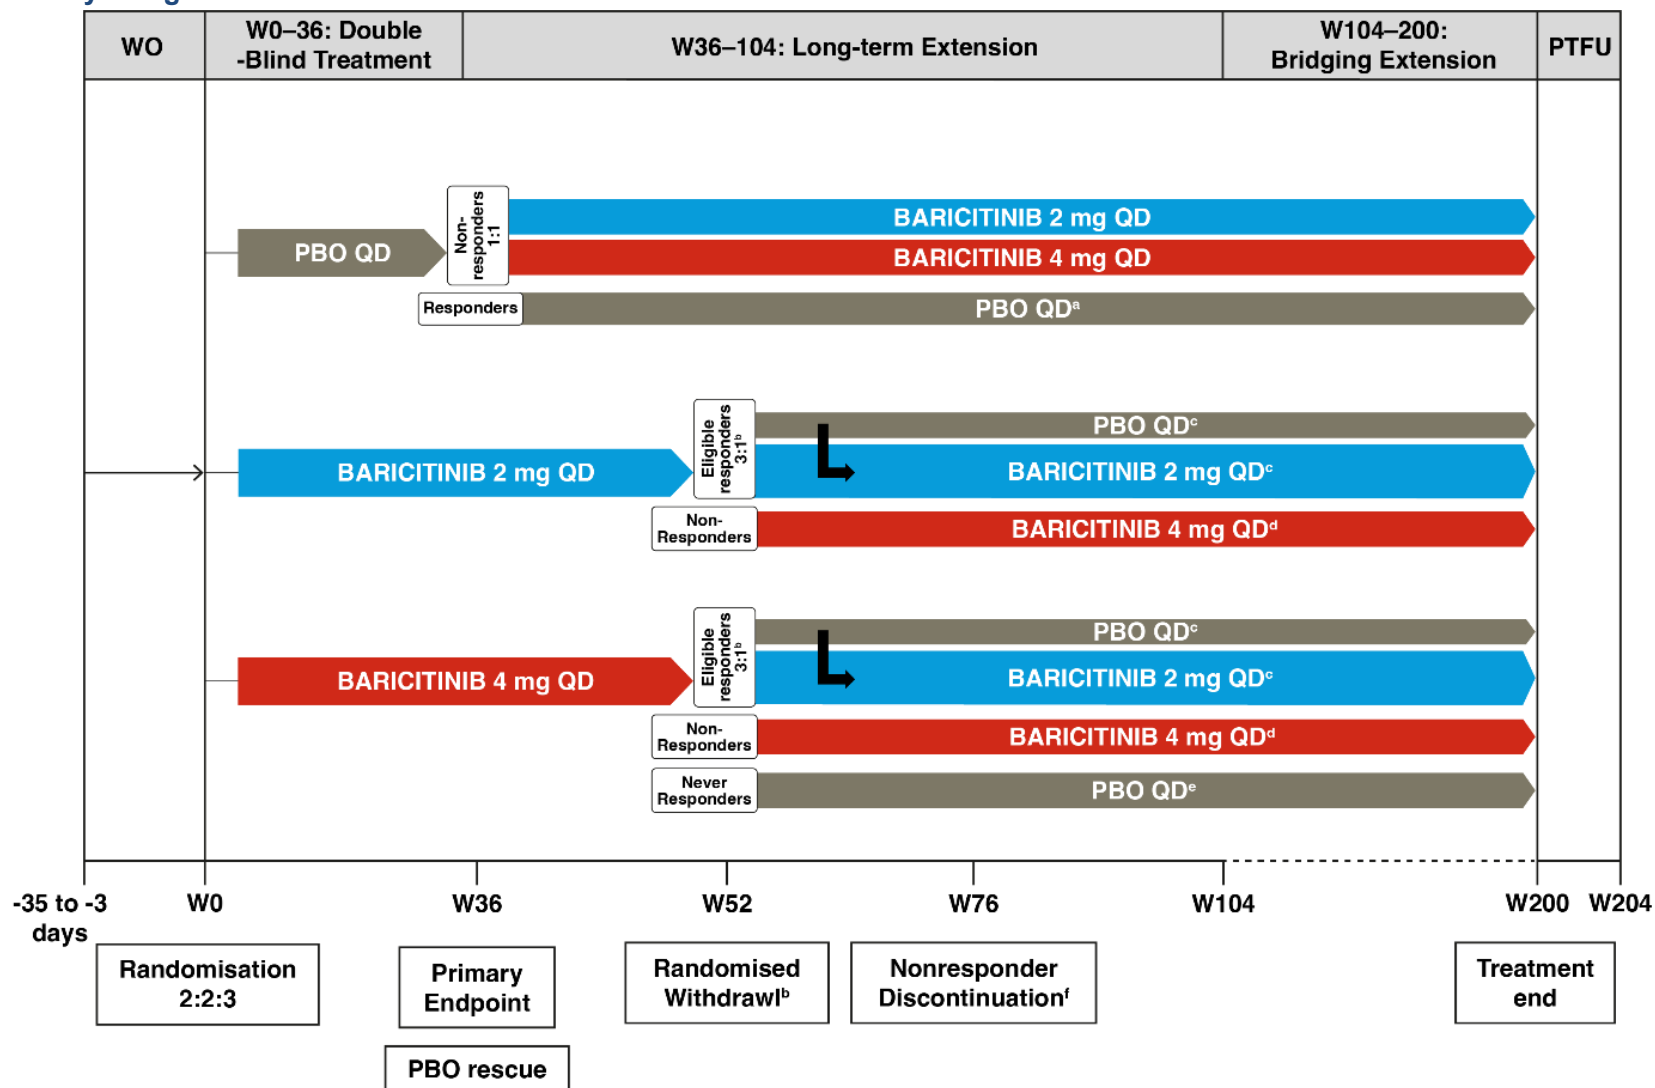 WO
W0–36: Double
-Blind Treatment
W36–104: Long-term Extension
W104–200:
Bridging Extension
PTFU
PBO QD
Non-
responders
1:1
BARICITINIB 2 mg QD
BARICITINIB 4 mg QD
Responders
PBO QDᵃ
BARICITINIB 2 mg QD
Eligible
responders
3:1ᵇ
PBO QDᶜ
BARICITINIB 2 mg QDᶜ
Non-
Responders
BARICITINIB 4 mg QDᵈ
BARICITINIB 4 mg QD
Eligible
responders
3:1ᵇ
PBO QDᶜ
BARICITINIB 2 mg QDᶜ
Non-
Responders
BARICITINIB 4 mg QDᵈ
Never
Responders
PBO QDᵉ
-35 to -3
days
W0
W36
W52
W76
W104
W200
W204
Randomisation
2:2:3
Primary
Endpoint
PBO rescue
Randomised
Withdrawlᵇ
Nonresponder
Discontinuationᶠ
Treatment
end